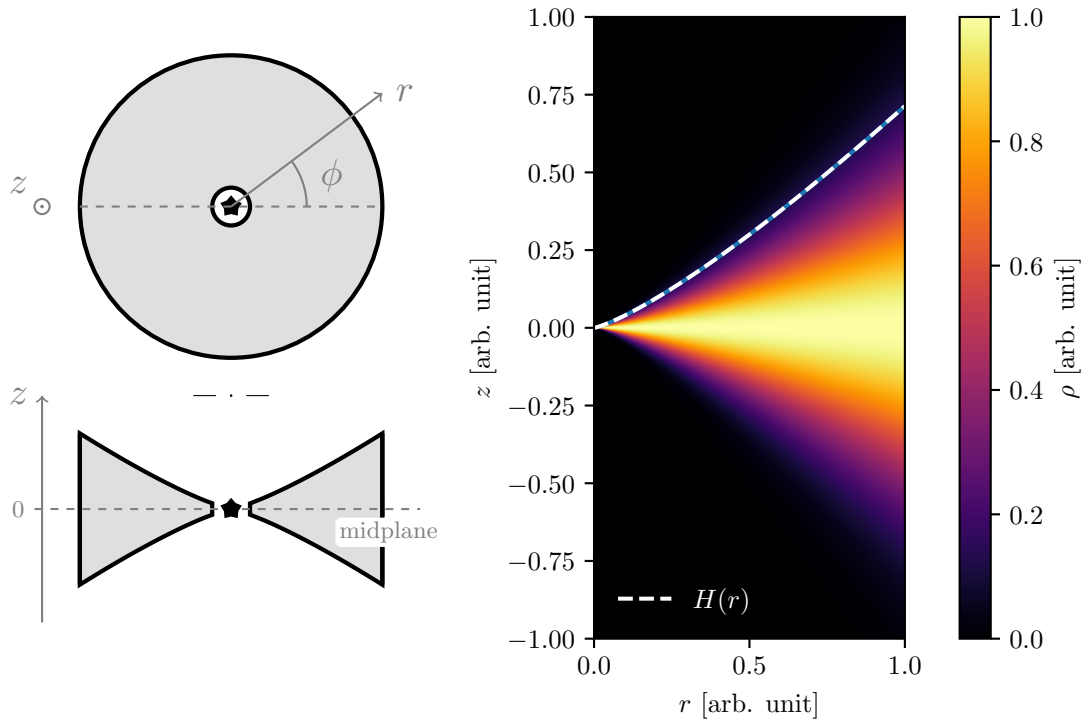 r
ϕ
z
— · —
z
0
midplane
1.00
0.75
0.50
0.25
0.00
−0.25
−0.50
−0.75
−1.00
z [arb. unit]
H(r)
0.0
0.5
1.0
r [arb. unit]
1.0
0.8
0.6
0.4
0.2
0.0
ρ [arb. unit]